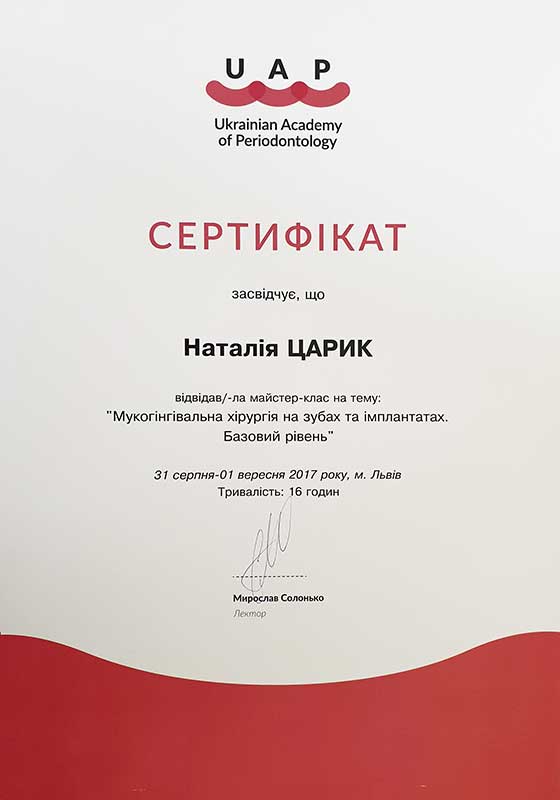 UAP
Ukrainian Academy
of Periodontology
СЕРТИФІКАТ
засвідчує, що
Наталія ЦАРИК
відвідав/-ла майстер-клас на тему:
"Мукогінгівальна хірургія на зубах та імплантатах.
Базовий рівень"
31 серпня-01 вересня 2017 року, м. Львів
Тривалість: 16 годин
Мирослав Солонько
Лектор